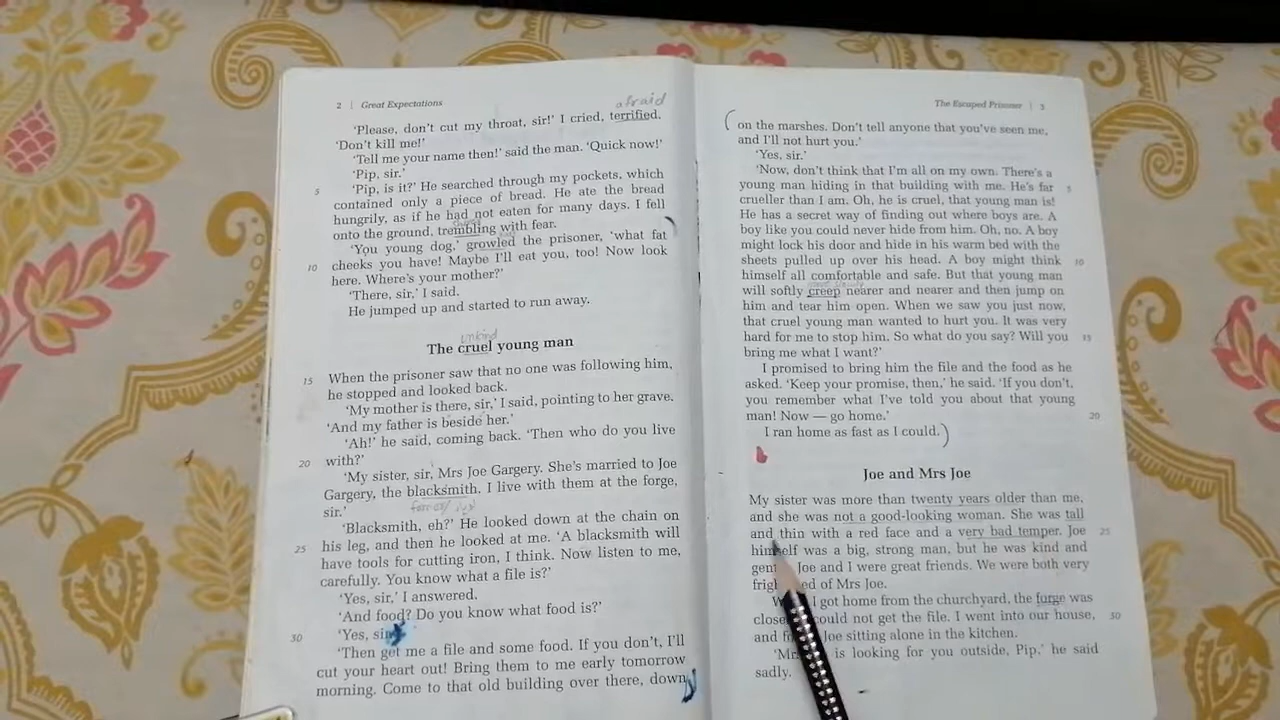 2 | Great Expectations
afraid
'Please, don't cut my throat, sir!' I cried, terrified.
'Don't kill me!'
'Tell me your name then!' said the man. 'Quick now!'
'Pip, sir.'
5 'Pip, is it?' He searched through my pockets, which
contained only a piece of bread. He ate the bread
hungrily, as if he had not eaten for many days. I fell
onto the ground, trembling with fear.
'You young dog,' growled the prisoner, 'what fat
10 cheeks you have! Maybe I'll eat you, too! Now look
here. Where's your mother?'
'There, sir.' I said.
He jumped up and started to run away.
unkind
The cruel young man
15 When the prisoner saw that no one was following him,
he stopped and looked back.
'My mother is there, sir,' I said, pointing to her grave.
'And my father is beside her.'
'Ah!' he said, coming back. 'Then who do you live
20 with?'
'My sister, sir, Mrs Joe Gargery. She's married to Joe
Gargery, the blacksmith. I live with them at the forge,
sir.'
'Blacksmith, eh?' He looked down at the chain on
25 his leg, and then he looked at me. 'A blacksmith will
have tools for cutting iron, I think. Now listen to me,
carefully. You know what a file is?'
'Yes, sir,' I answered.
'And food? Do you know what food is?'
30 'Yes, sir
'Then get me a file and some food. If you don't, I'll
cut your heart out! Bring them to me early tomorrow
morning. Come to that old building over there, down
The Escaped Prisoner | 3
on the marshes. Don't tell anyone that you've seen me,
and I'll not hurt you.'
'Yes, sir.'
'Now, don't think that I'm all on my own. There's a
young man hiding in that building with me. He's far 5
crueller than I am. Oh, he is cruel, that young man is!
He has a secret way of finding out where boys are. A
boy like you could never hide from him. Oh, no. A boy
might lock his door and hide in his warm bed with the
sheets pulled up over his head. A boy might think 10
himself all comfortable and safe. But that young man
will softly creep nearer and nearer and then jump on
him and tear him open. When we saw you just now,
that cruel young man wanted to hurt you. It was very
hard for me to stop him. So what do you say? Will you 15
bring me what I want?'
I promised to bring him the file and the food as he
asked. 'Keep your promise, then,' he said. 'If you don't,
you remember what I've told you about that young
man! Now — go home.' 20
I ran home as fast as I could.
Joe and Mrs Joe
My sister was more than twenty years older than me,
and she was not a good-looking woman. She was tall
and thin with a red face and a very bad temper. Joe 25
himself was a big, strong man, but he was kind and
Joe and I were great friends. We were both very
of Mrs Joe.
I got home from the churchyard, the forge was
could not get the file. I went into our house, 30
and Joe sitting alone in the kitchen.
is looking for you outside, Pip.' he said
sadly.